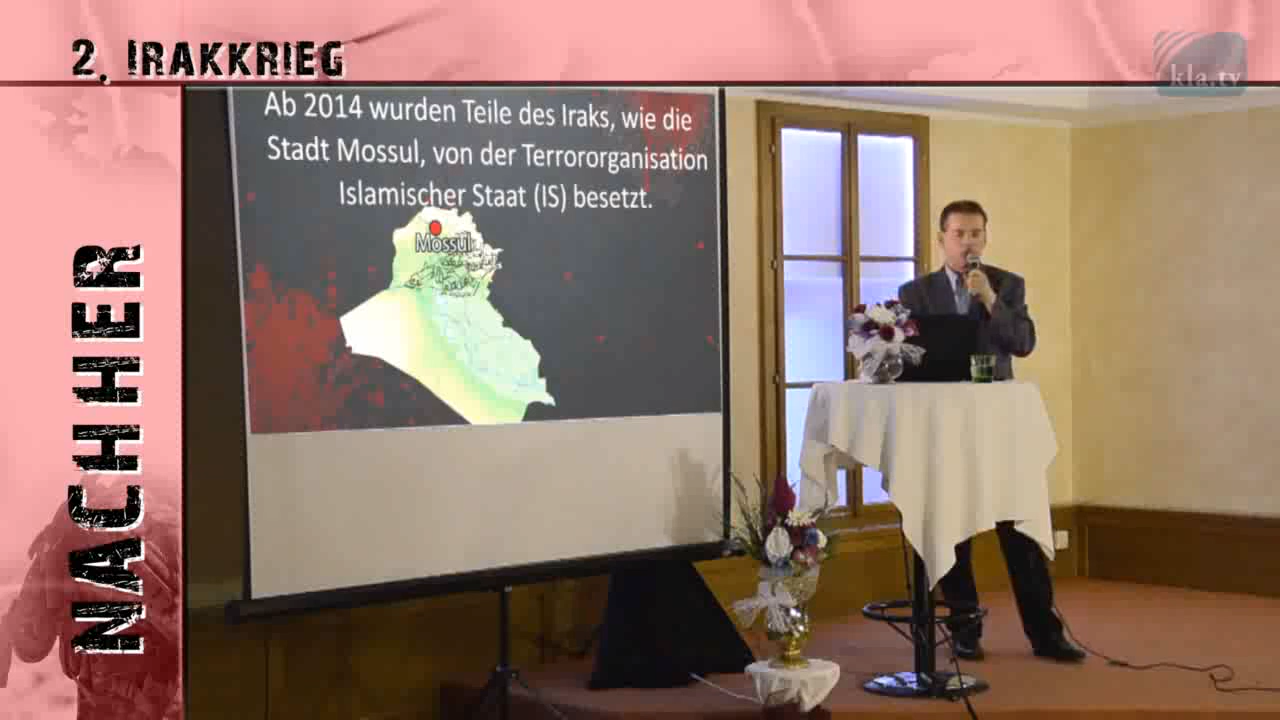 2. IRAKKRIEG
kla.tv
Ab 2014 wurden Teile des Iraks, wie die
Stadt Mossul, von der Terrororganisation
Islamischer Staat (IS) besetzt.
Mossul
NACHHER